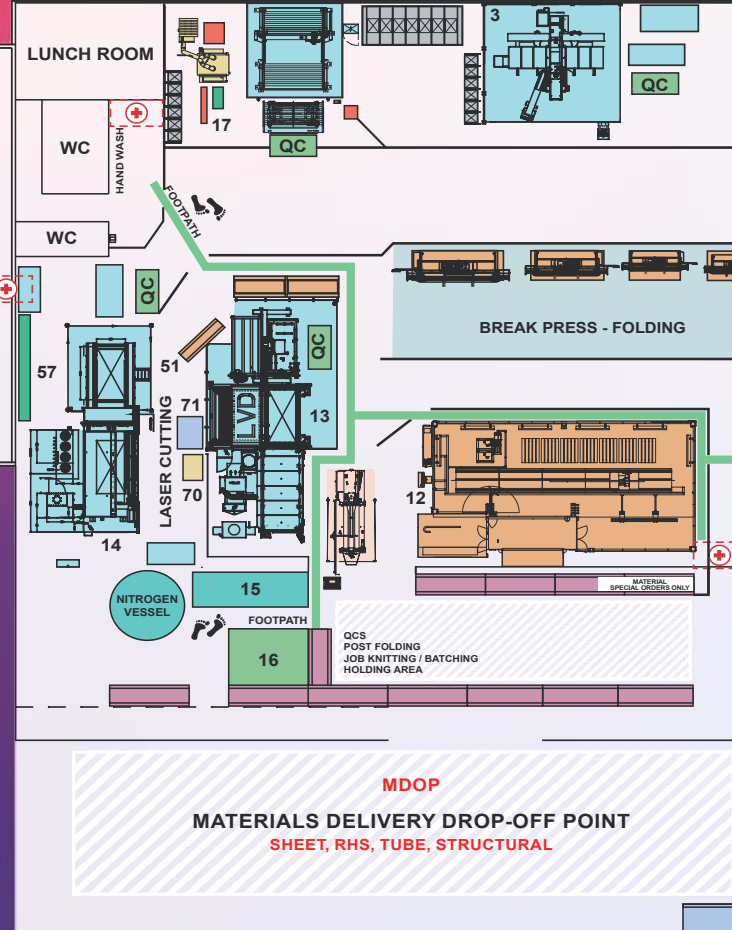 3
LUNCH ROOM
QC
17
QC
WC
HAND WASH
FOOTPATH
WC
QC
BREAK PRESS - FOLDING
QC
51
57
71
LVD
13
LASER CUTTING
70
12
14
15
MATERIAL
SPECIAL ORDERS ONLY
NITROGEN
VESSEL
FOOTPATH
16
QCS
POST FOLDING
JOB KNITTING / BATCHING
HOLDING AREA
MDOP
MATERIALS DELIVERY DROP-OFF POINT
SHEET, RHS, TUBE, STRUCTURAL